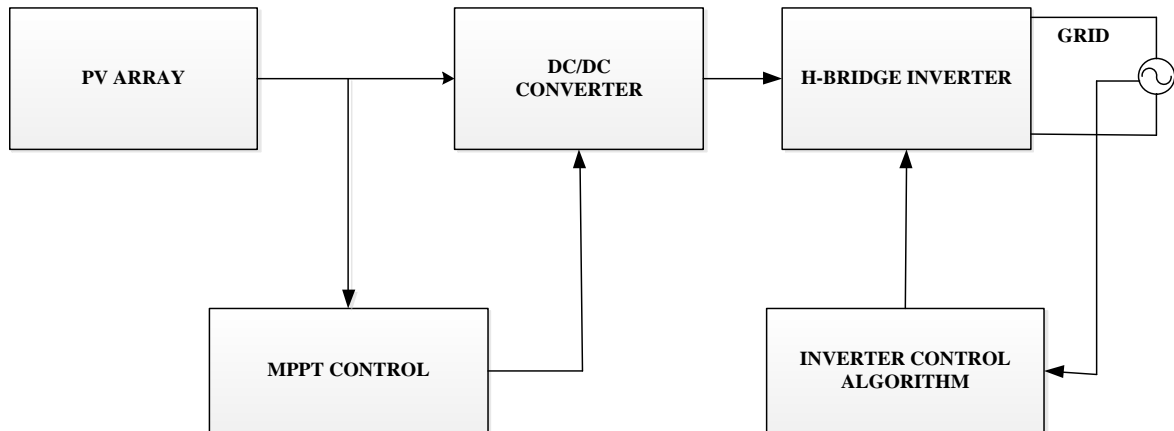 PV ARRAY
DC/DC
CONVERTER
H-BRIDGE INVERTER
GRID
MPPT CONTROL
INVERTER CONTROL
ALGORITHM